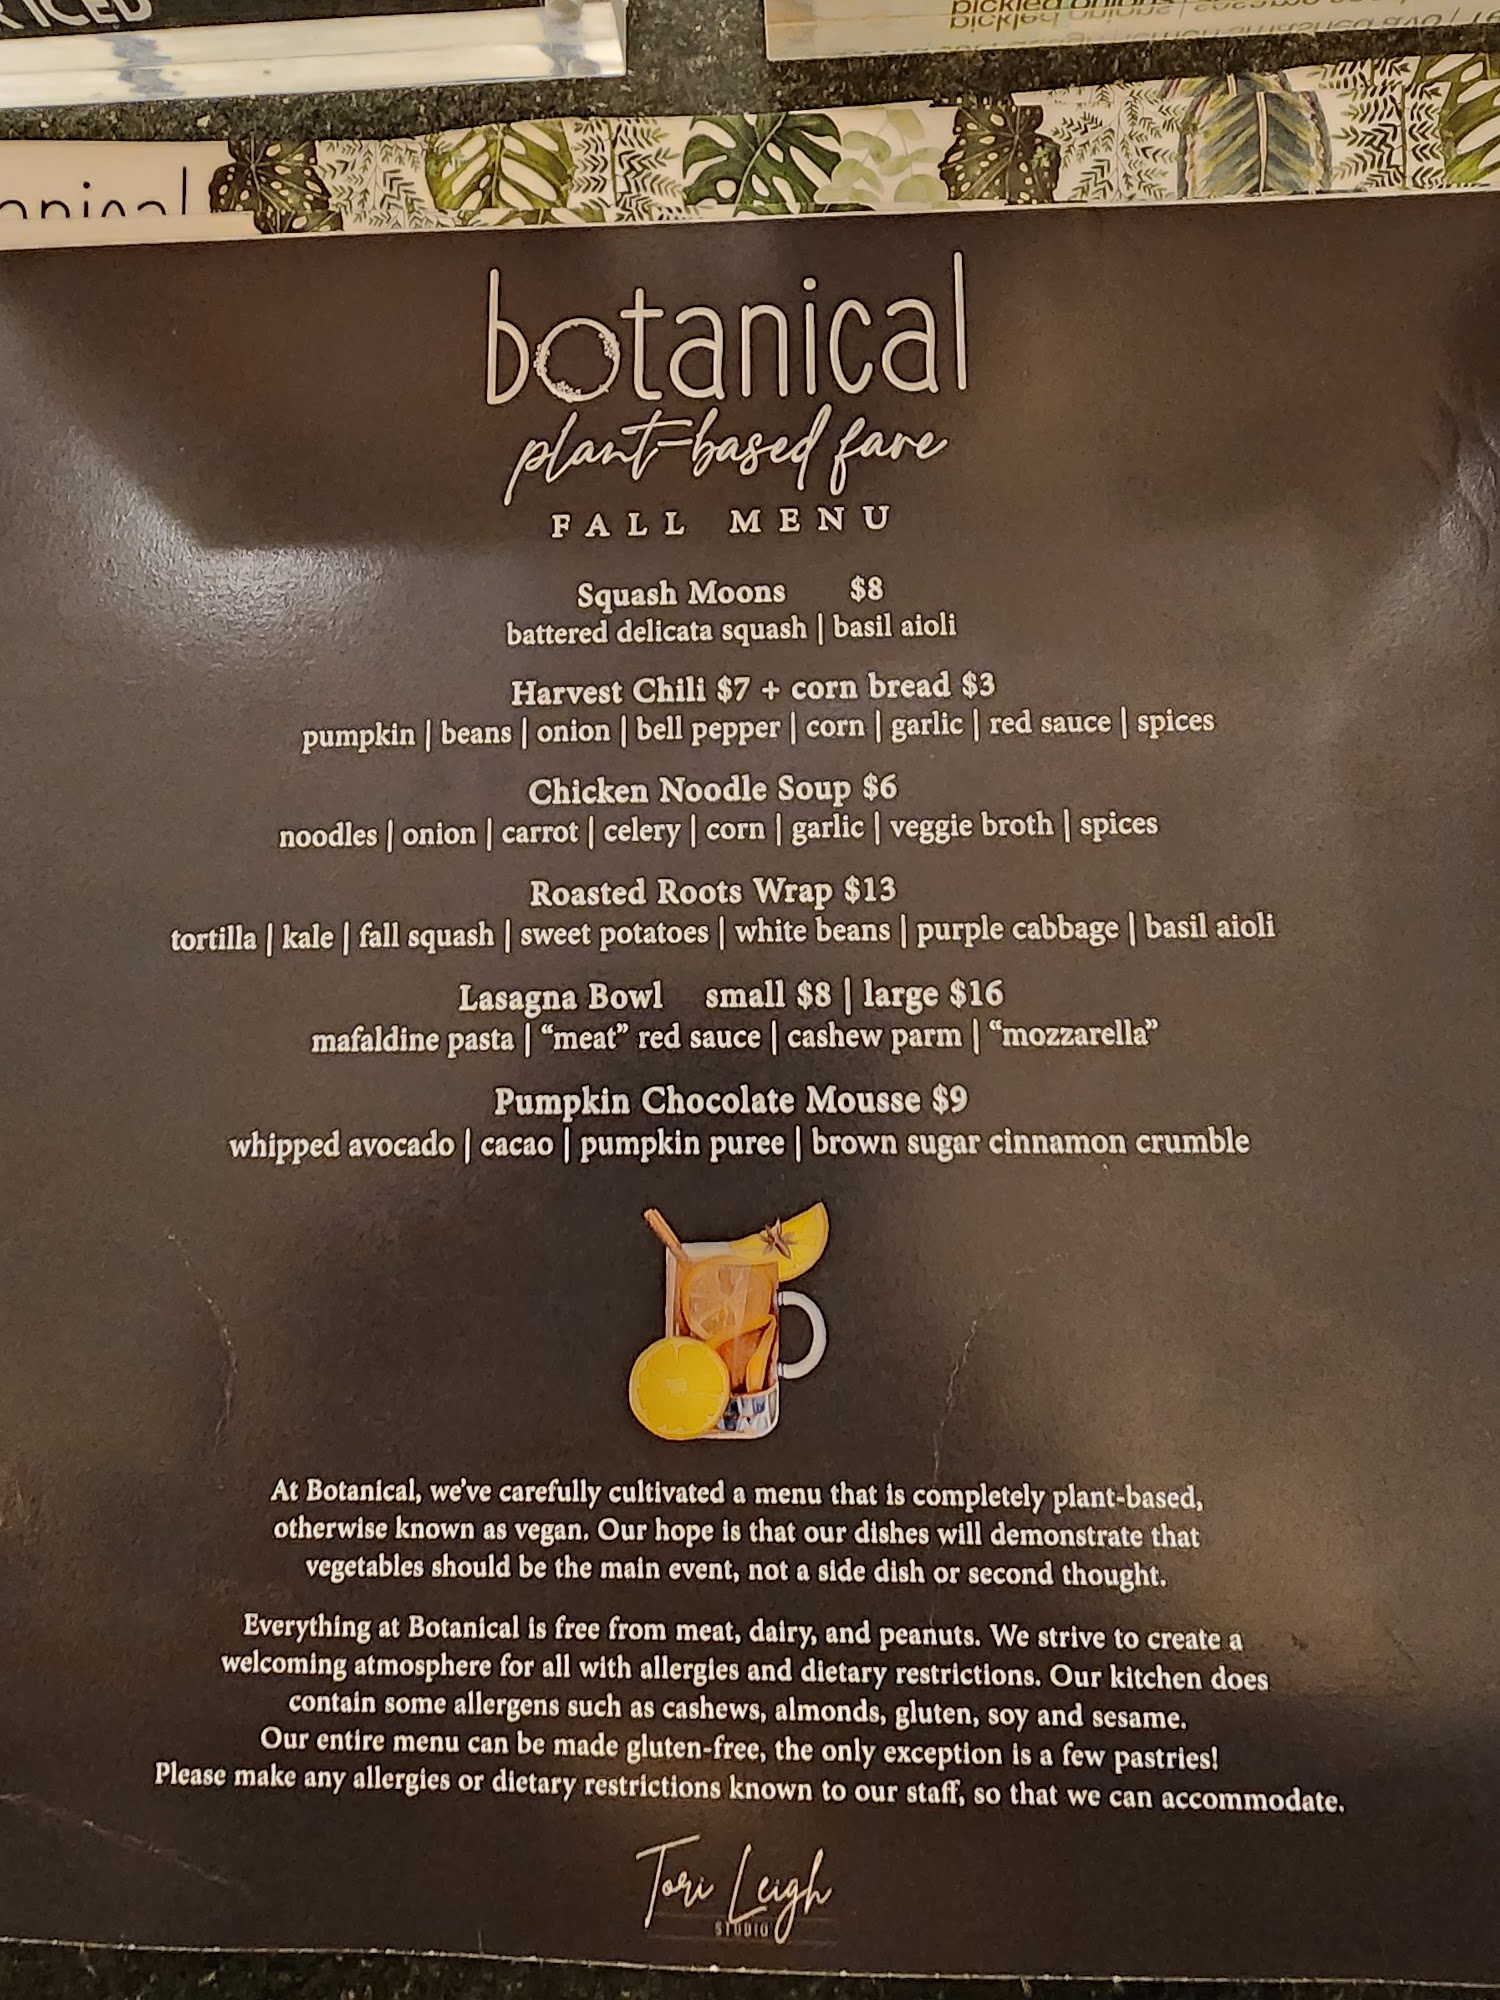 ICED
pickled onions
pickled onions
anical
botanical
plant-based fare
FALL MENU
Squash Moons $8
battered delicata squash | basil aioli
Harvest Chili $7 + corn bread $3
pumpkin | beans | onion | bell pepper | corn | garlic | red sauce | spices
Chicken Noodle Soup $6
noodles | onion | carrot | celery | corn | garlic | veggie broth | spices
Roasted Roots Wrap $13
tortilla | kale | fall squash | sweet potatoes | white beans | purple cabbage | basil aioli
Lasagna Bowl small $8 | large $16
mafaldine pasta | “meat” red sauce | cashew parm | “mozzarella”
Pumpkin Chocolate Mousse $9
whipped avocado | cacao | pumpkin puree | brown sugar cinnamon crumble
At Botanical, we've carefully cultivated a menu that is completely plant-based,
otherwise known as vegan. Our hope is that our dishes will demonstrate that
vegetables should be the main event, not a side dish or second thought.
Everything at Botanical is free from meat, dairy, and peanuts. We strive to create a
welcoming atmosphere for all with allergies and dietary restrictions. Our kitchen does
contain some allergens such as cashews, almonds, gluten, soy and sesame.
Our entire menu can be made gluten-free, the only exception is a few pastries!
Please make any allergies or dietary restrictions known to our staff, so that we can accommodate.
Tori Leigh
STUDIO